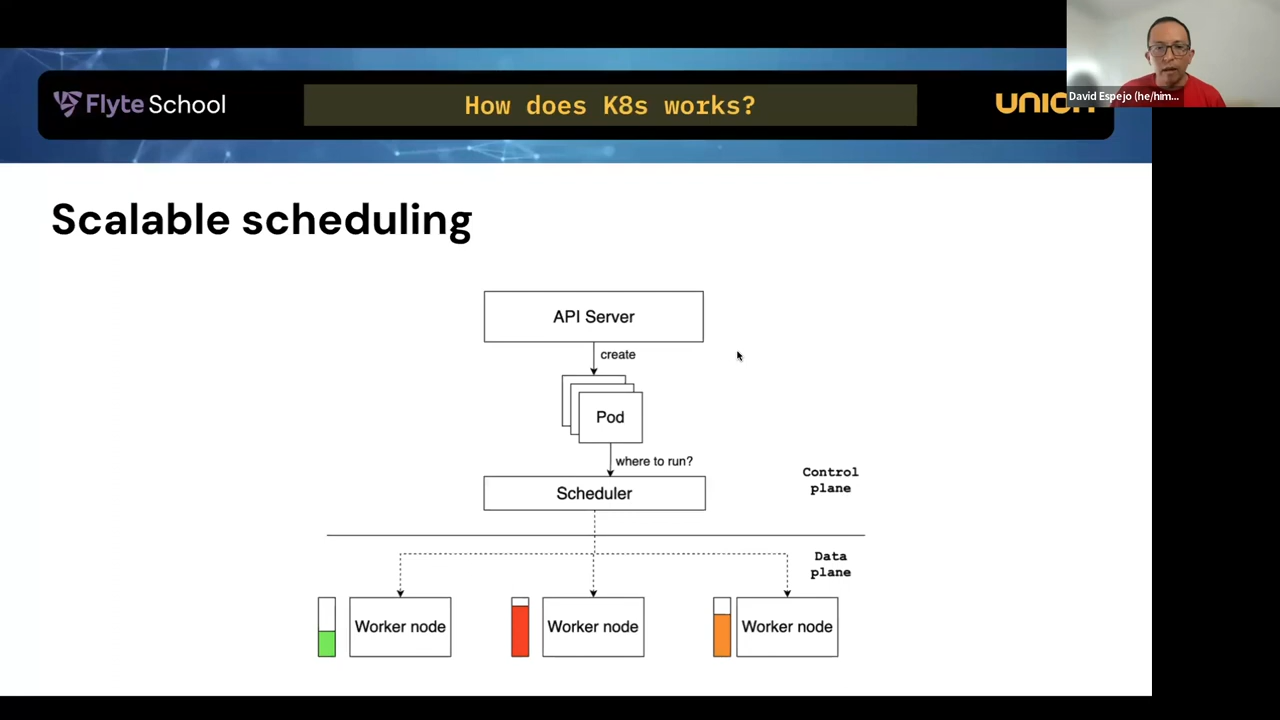 Flyte School
How does K8s works?
UNION
David Espejo (he/him...
Scalable scheduling
API Server
create
Pod
where to run?
Scheduler
Control
plane
Data
plane
Worker node
Worker node
Worker node